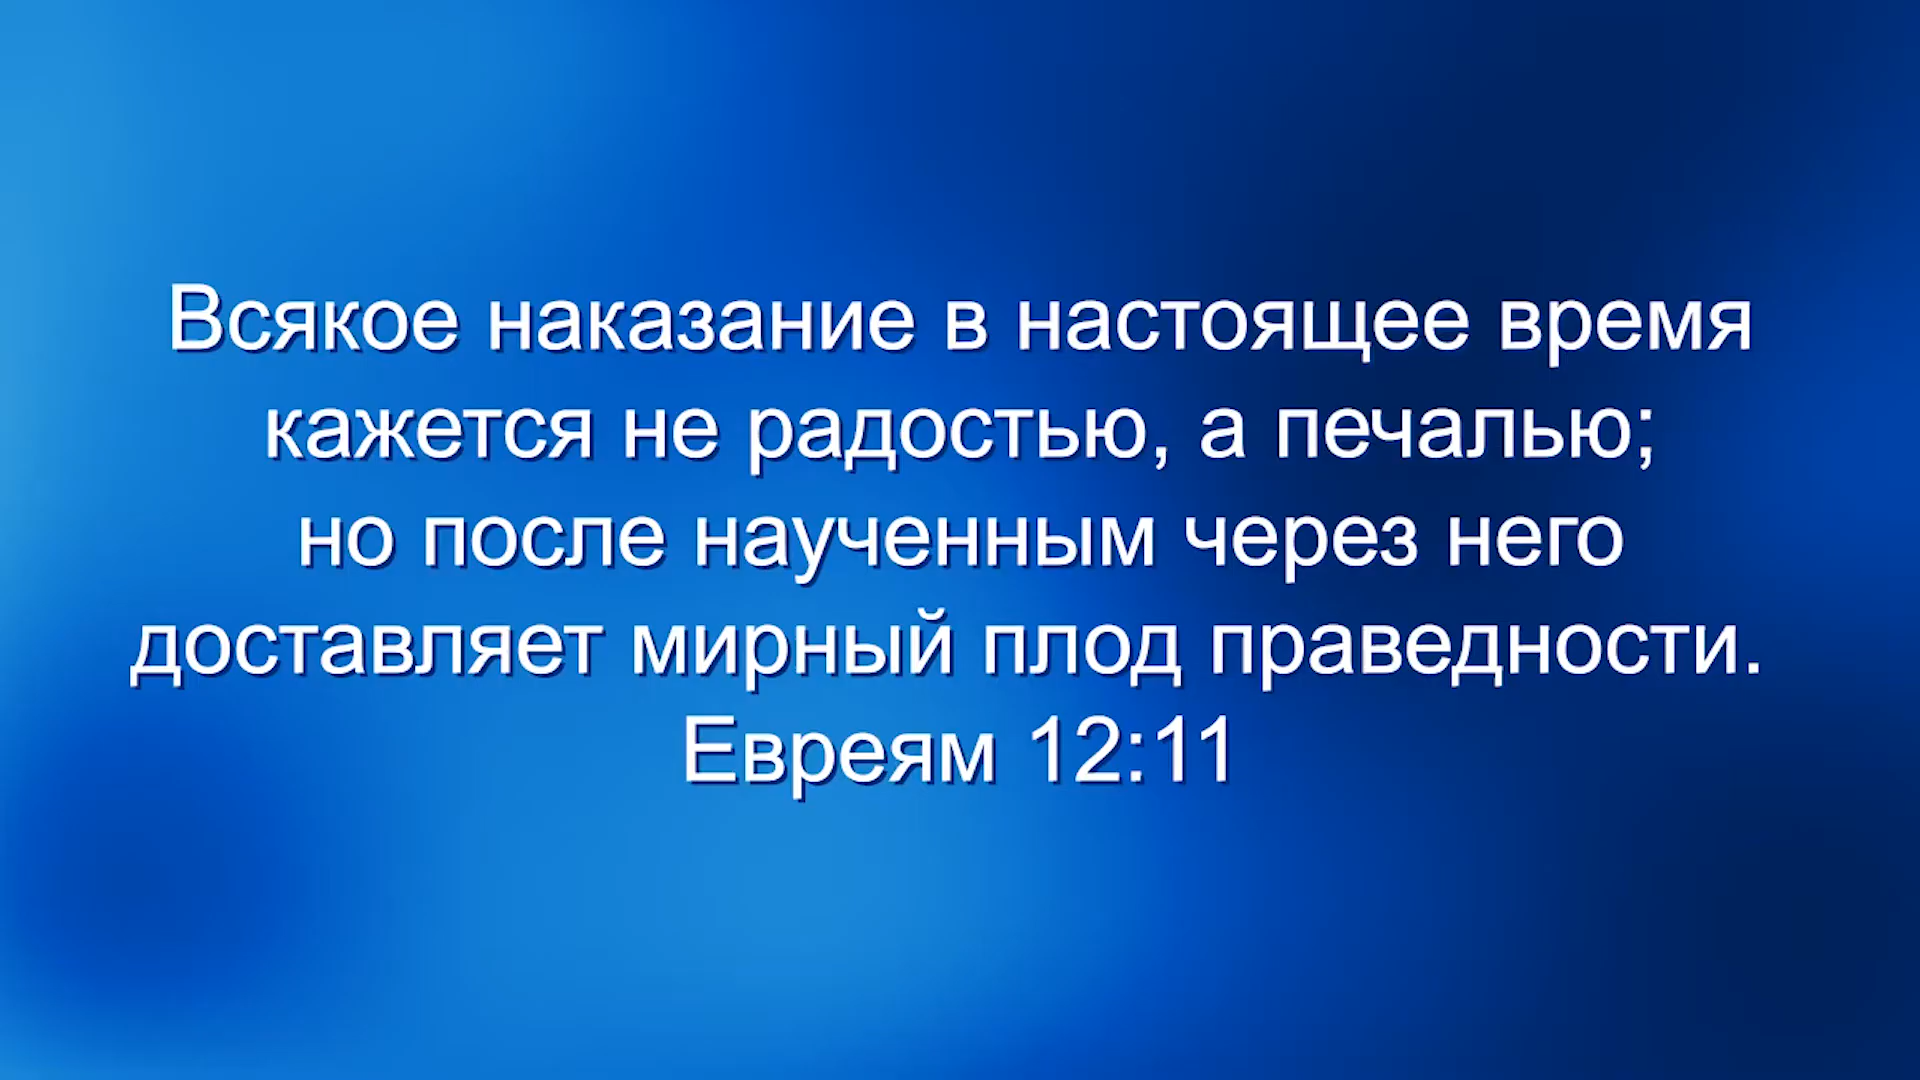 Всякое наказание в настоящее время
кажется не радостью, а печалью;
но после наученным через него
доставляет мирный плод праведности.
Евреям 12:11